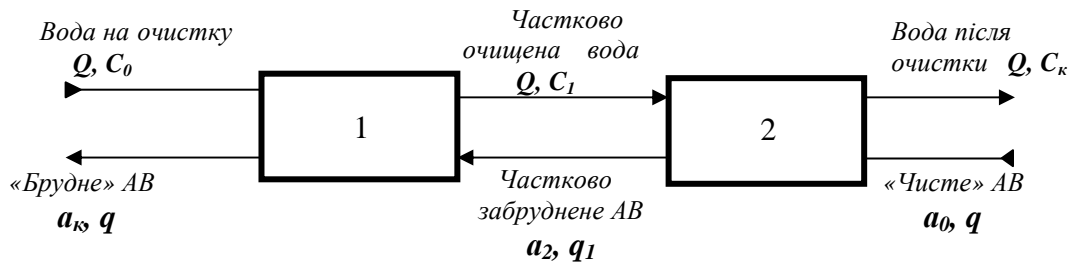 Вода на очистку
Q, C₀
Частково
очищена вода
Q, C₁
Вода після
очистки Q, Cₖ
1
2
«Брудне» АВ
aₖ, q
Частково
забруднене АВ
a₂, q₁
«Чисте» АВ
a₀, q